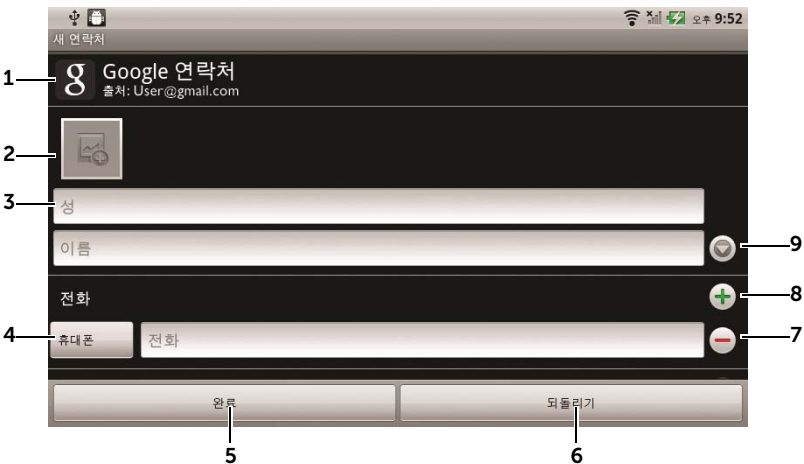 오후 9:52
새 연락처
1
g
Google 연락처
출처: User@gmail.com
2
3
성
이름
9
전화
8
4
휴대폰
전화
7
완료
되돌리기
5
6